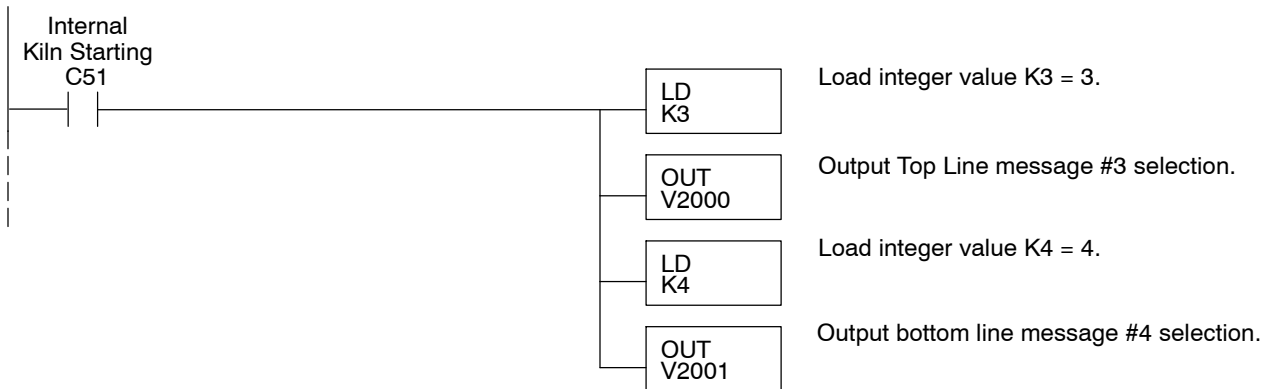 Internal
Kiln Starting
C51
LD
K3
Load integer value K3 = 3.
OUT
V2000
Output Top Line message #3 selection.
LD
K4
Load integer value K4 = 4.
OUT
V2001
Output bottom line message #4 selection.